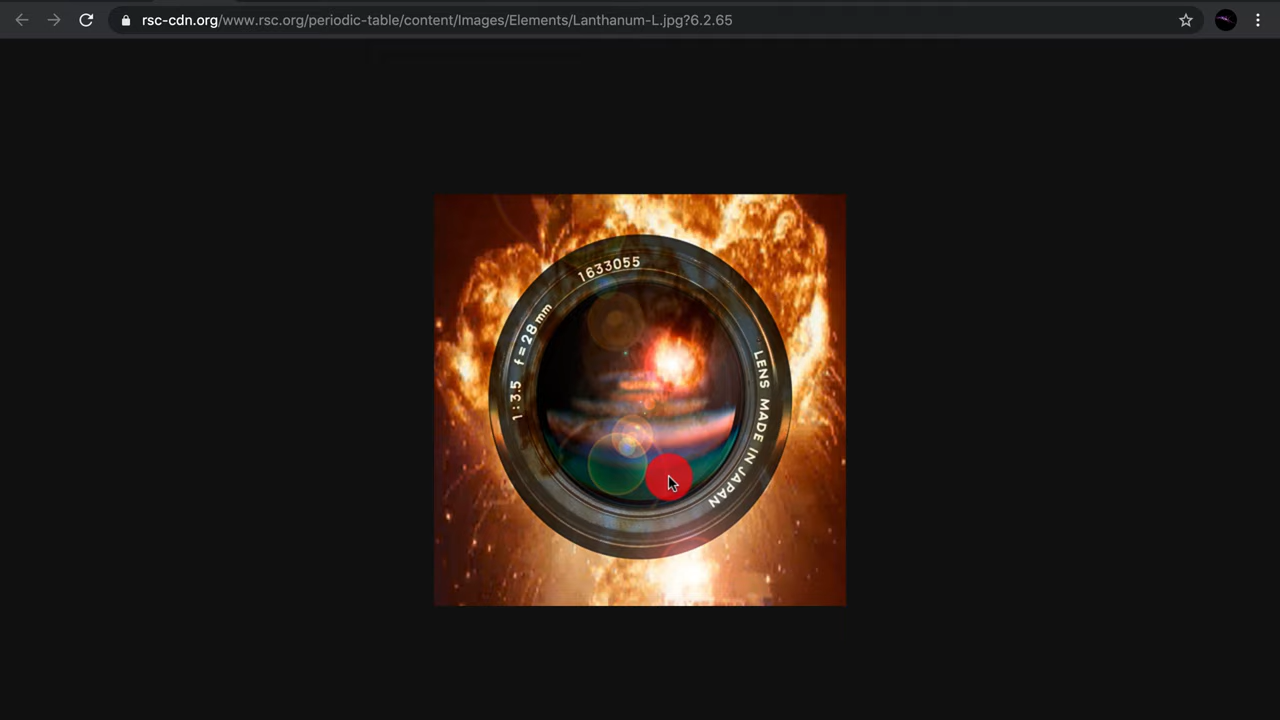 rsc-cdn.org/www.rsc.org/periodic-table/content/Images/Elements/Lanthanum-L.jpg?6.2.65
1633055
1:3.5 f=28mm
LENS MADE IN JAPAN